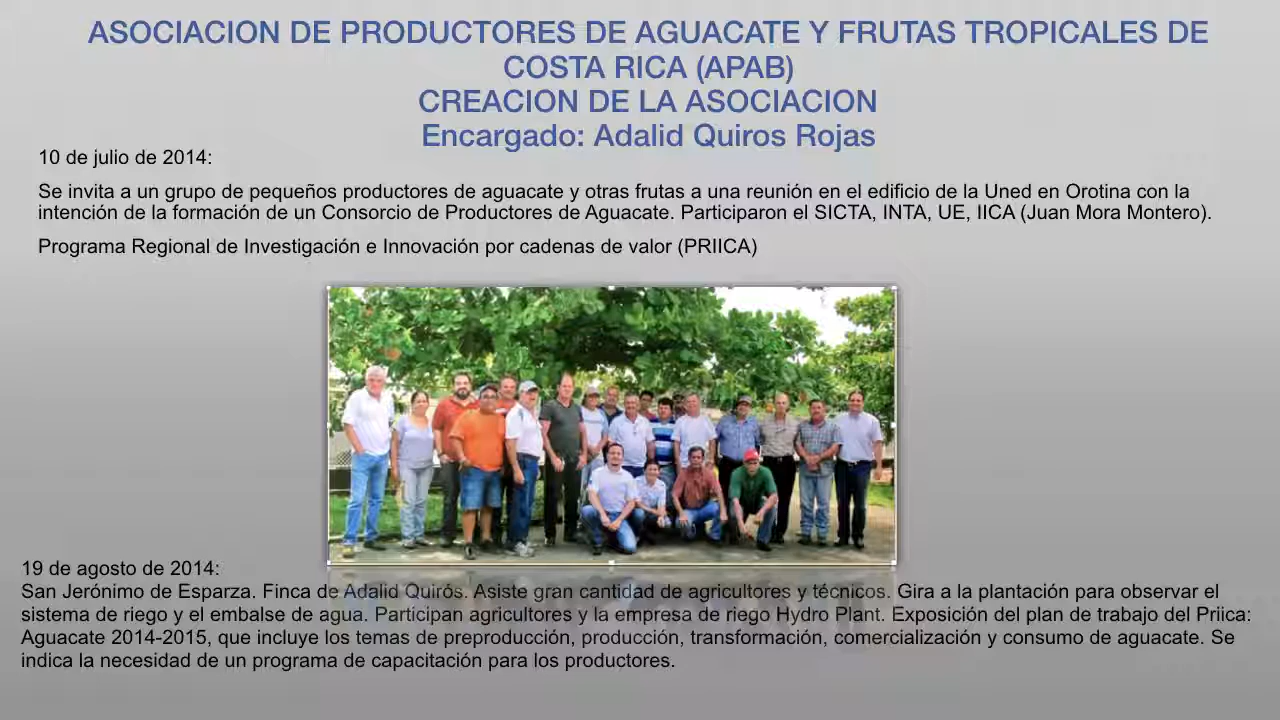 ASOCIACION DE PRODUCTORES DE AGUACATE Y FRUTAS TROPICALES DE
COSTA RICA (APAB)
CREACION DE LA ASOCIACION
Encargado: Adalid Quiros Rojas
10 de julio de 2014:
Se invita a un grupo de pequeños productores de aguacate y otras frutas a una reunión en el edificio de la Uned en Orotina con la
intención de la formación de un Consorcio de Productores de Aguacate. Participaron el SICTA, INTA, UE, IICA (Juan Mora Montero).
Programa Regional de Investigación e Innovación por cadenas de valor (PRIICA)
19 de agosto de 2014:
San Jerónimo de Esparza. Finca de Adalid Quirós. Asiste gran cantidad de agricultores y técnicos. Gira a la plantación para observar el
sistema de riego y el embalse de agua. Participan agricultores y la empresa de riego Hydro Plant. Exposición del plan de trabajo del Priica:
Aguacate 2014-2015, que incluye los temas de preproducción, producción, transformación, comercialización y consumo de aguacate. Se
indica la necesidad de un programa de capacitación para los productores.